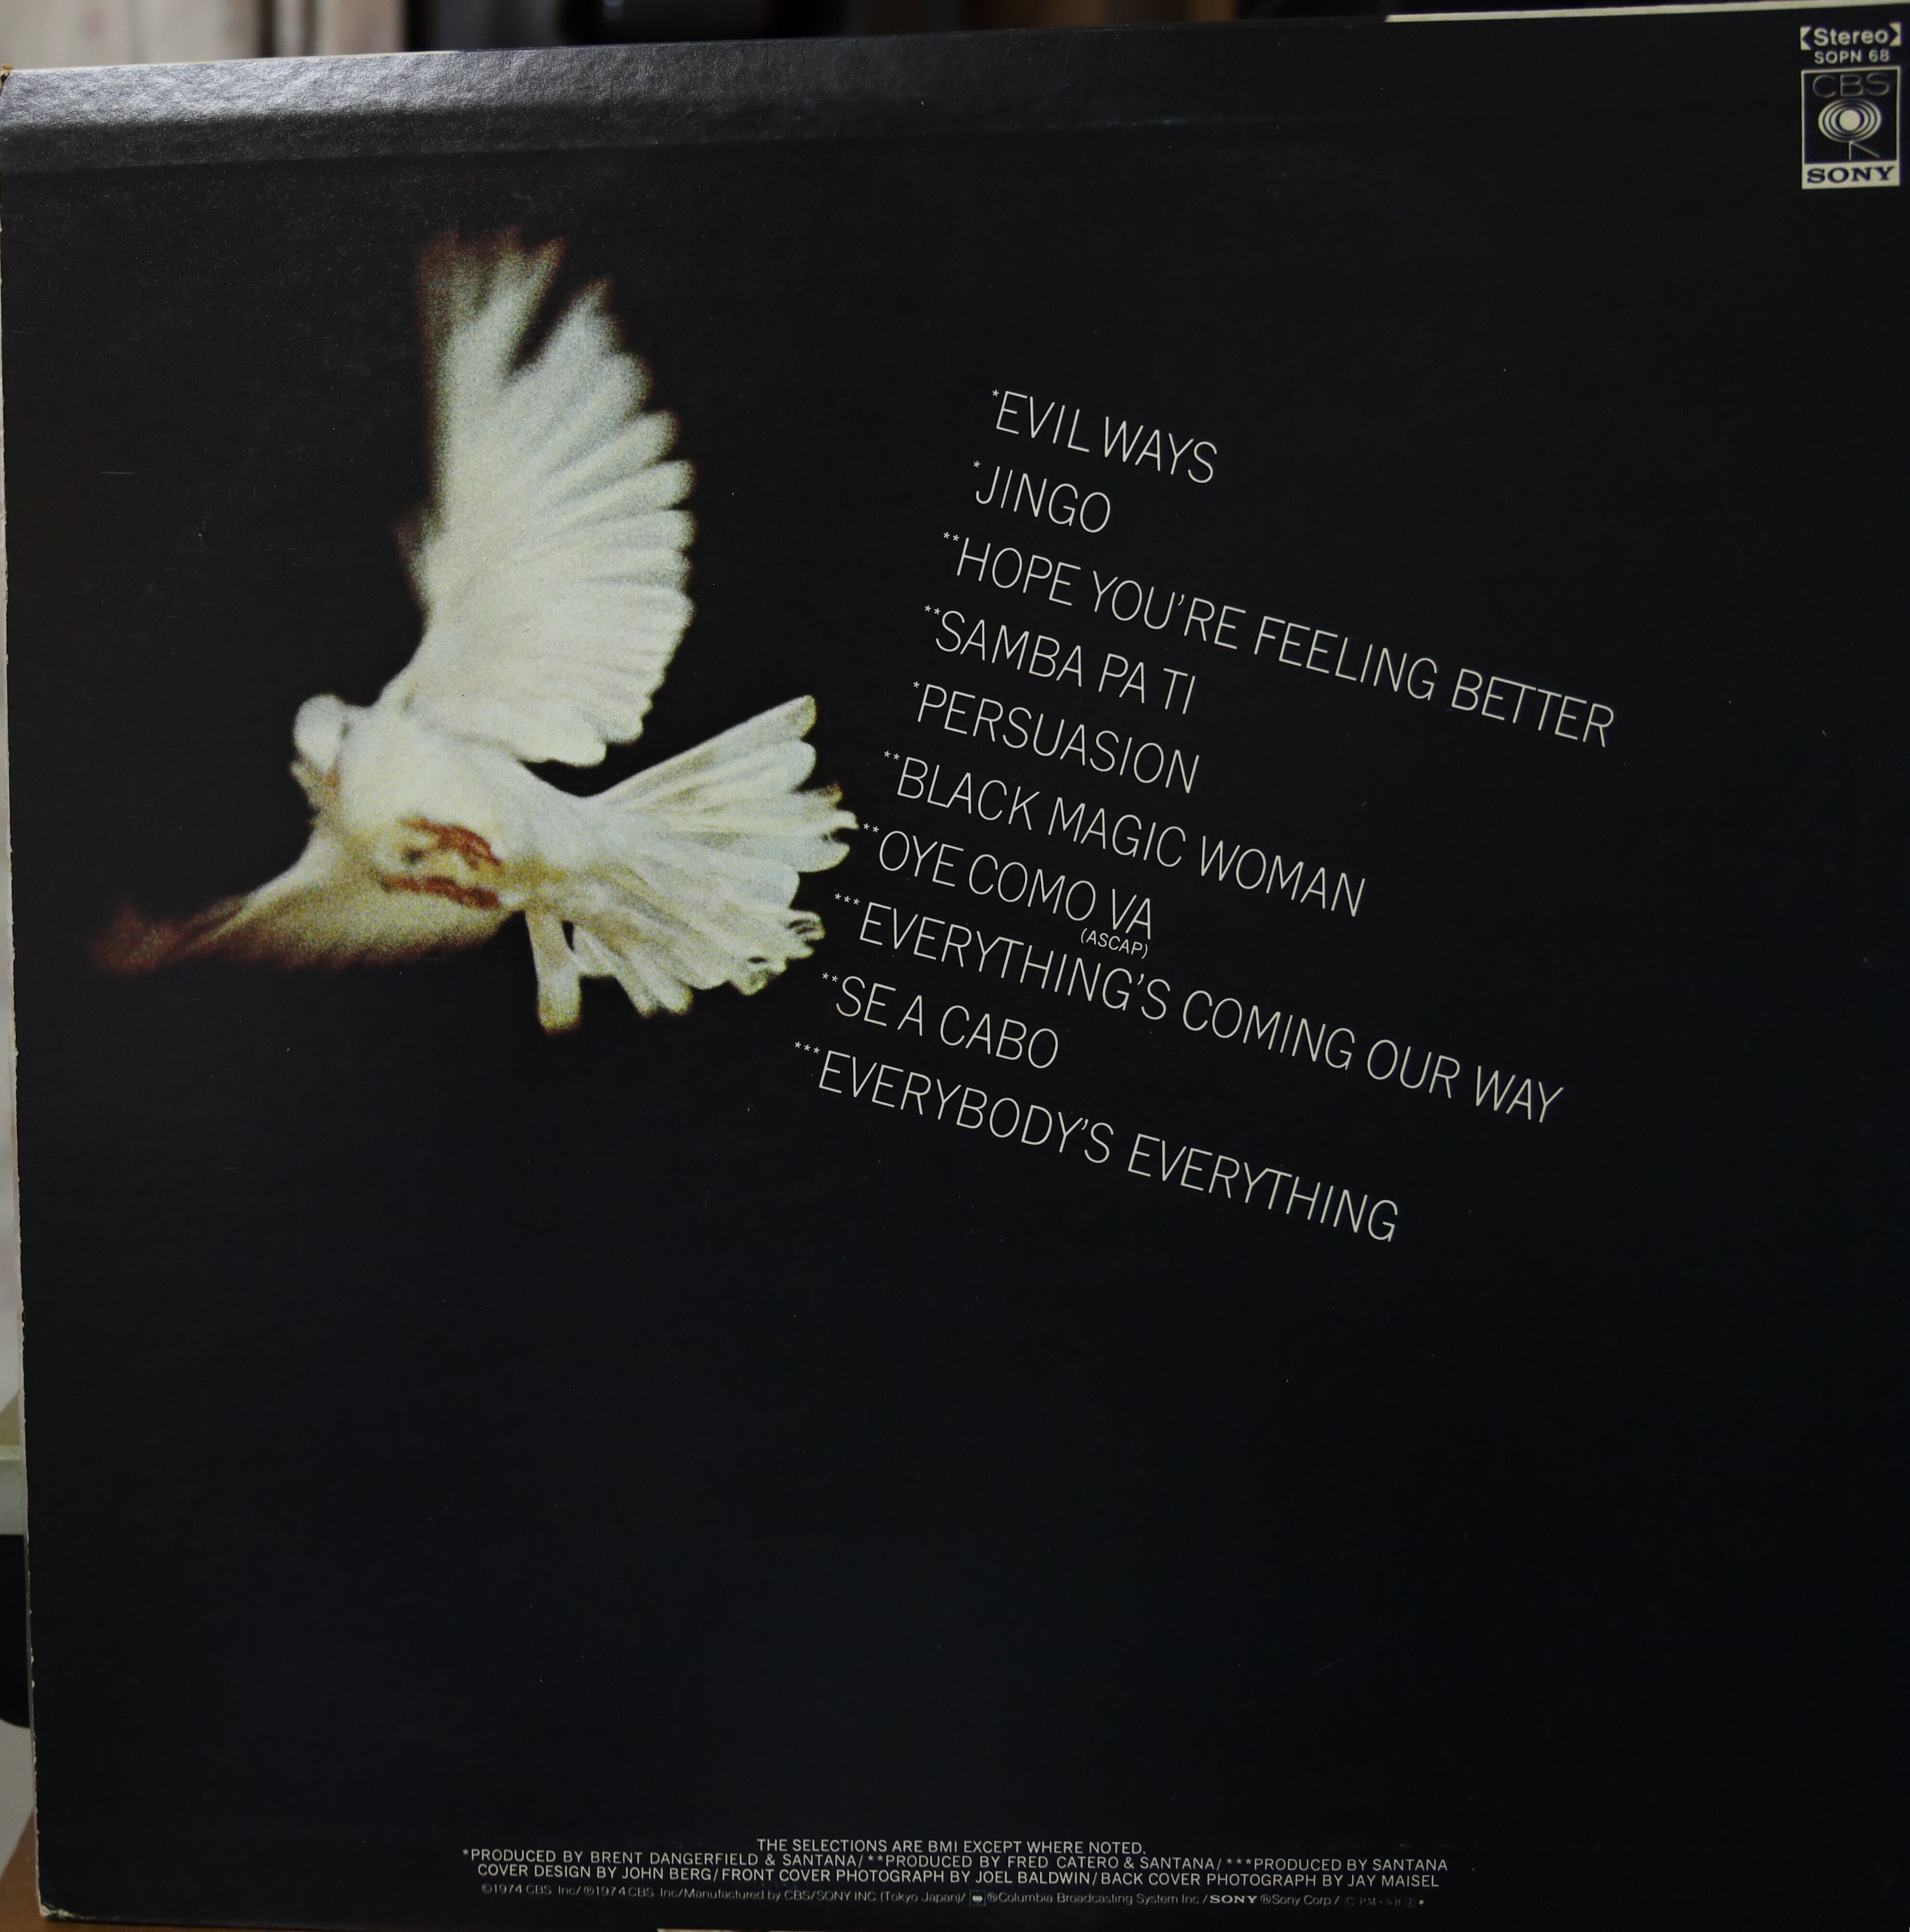 【Stereo】
SOPN 68
CBS
SONY
*EVIL WAYS
*JINGO
**HOPE YOU'RE FEELING BETTER
**SAMBA PA TI
*PERSUASION
**BLACK MAGIC WOMAN
**OYE COMO VA
(ASCAP)
***EVERYTHING'S COMING OUR WAY
**SE A CABO
***EVERYBODY'S EVERYTHING
THE SELECTIONS ARE BMI EXCEPT WHERE NOTED.
*PRODUCED BY BRENT DANGERFIELD & SANTANA/**PRODUCED BY FRED CATERO & SANTANA/***PRODUCED BY SANTANA
COVER DESIGN BY JOHN BERG/FRONT COVER PHOTOGRAPH BY JOEL BALDWIN/BACK COVER PHOTOGRAPH BY JAY MAISEL
©1974 CBS Inc/℗1974 CBS Inc/Manufactured by CBS/SONY INC (Tokyo Japan)/ ®Columbia Broadcasting System Inc/SONY ®Sony Corp/